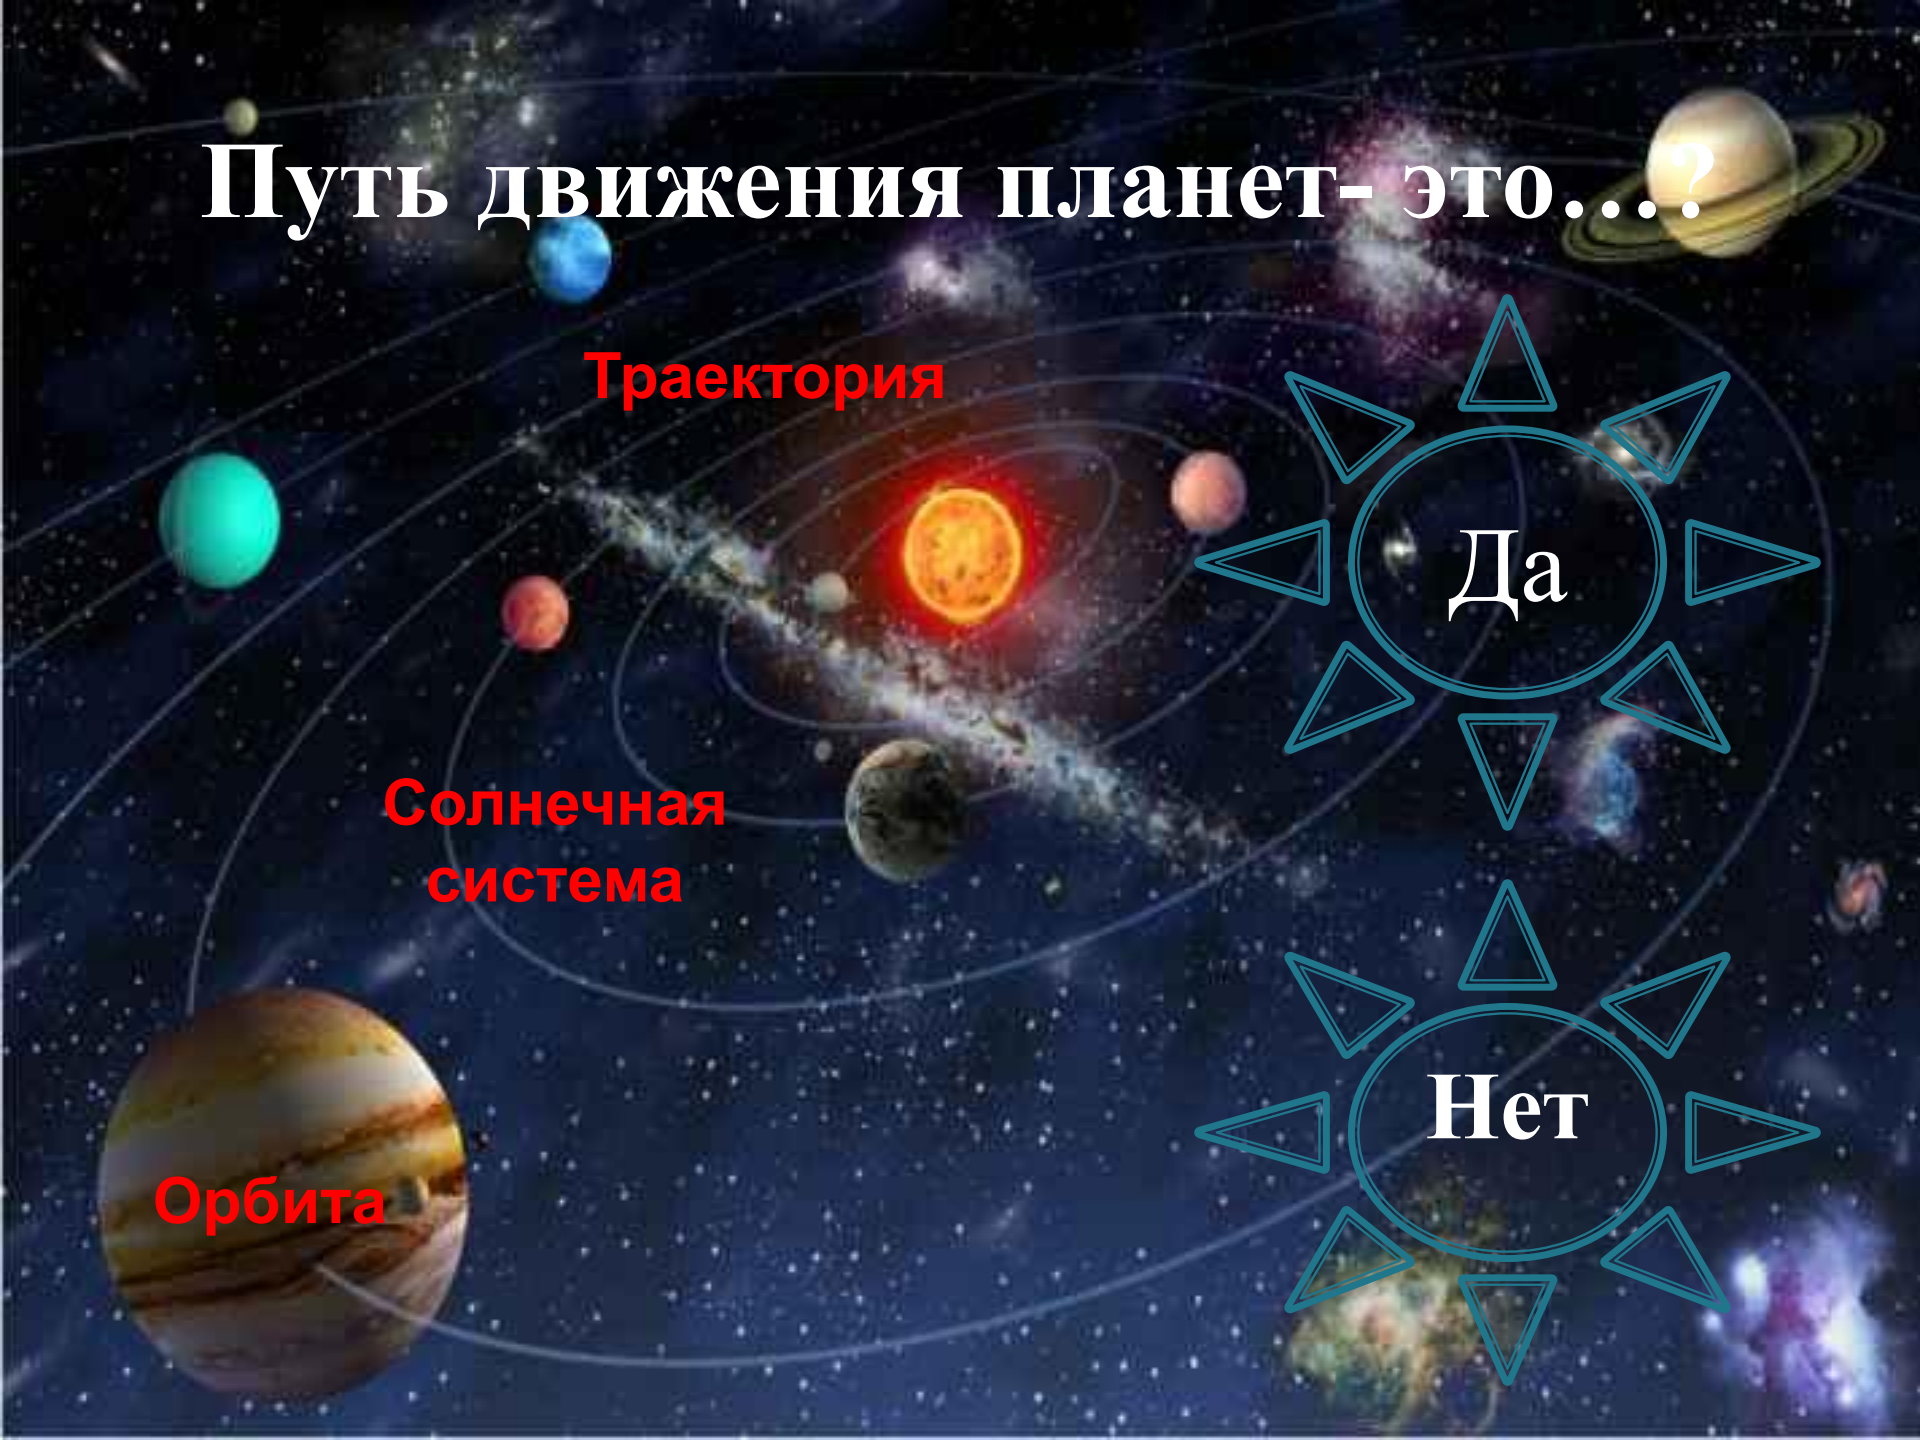 Путь движения планет- это…?
Траектория
Да
Солнечная
система
Нет
Орбита